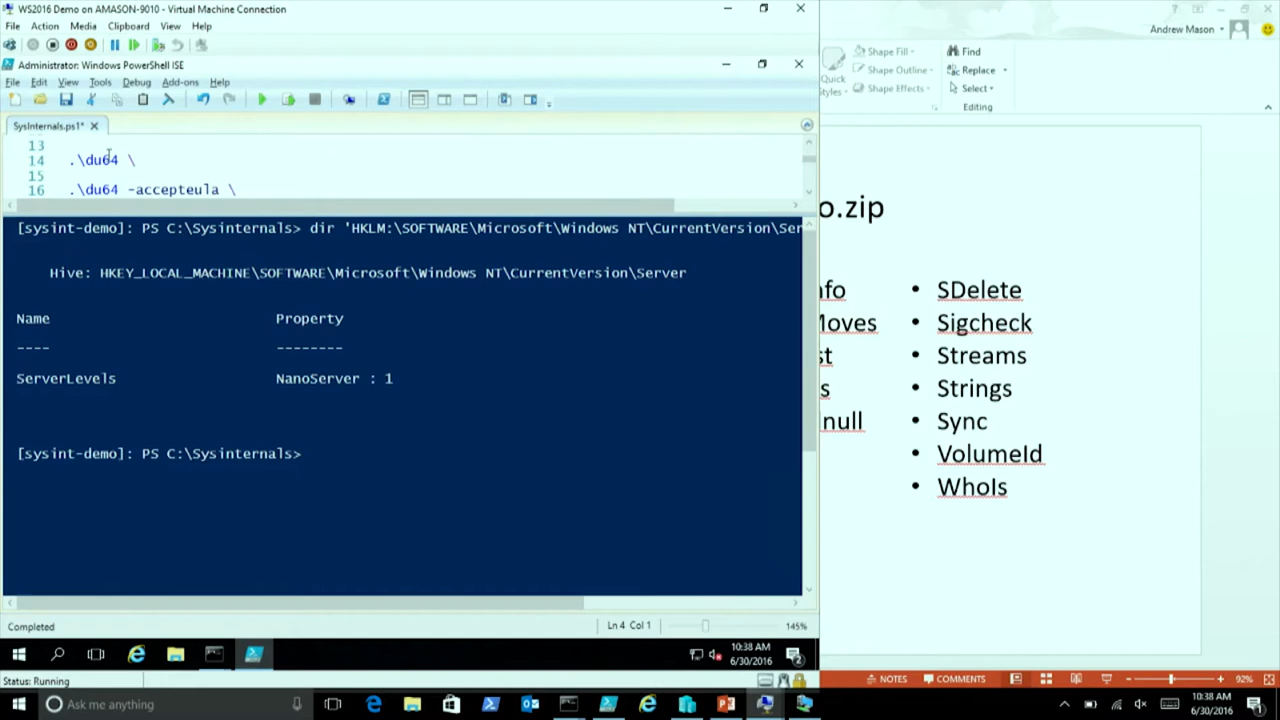 WS2016 Demo on AMASON-9010 - Virtual Machine Connection
File Action Media Clipboard View Help
Administrator: Windows PowerShell ISE
File Edit View Tools Debug Add-ons Help
SysInternals.ps1*
13
14 .\du64 \
15
16 .\du64 -accepteula \
[sysint-demo]: PS C:\Sysinternals> dir 'HKLM:\SOFTWARE\Microsoft\Windows NT\CurrentVersion\Ser
Hive: HKEY_LOCAL_MACHINE\SOFTWARE\Microsoft\Windows NT\CurrentVersion\Server
Name Property
---- --------
ServerLevels NanoServer : 1
[sysint-demo]: PS C:\Sysinternals>
Completed Ln 4 Col 1 145%
10:38 AM
6/30/2016
2
Status: Running
Andrew Mason
Shape Fill
Shape Outline
Shape Effects
Quick
Styles
Find
Replace
Select
Editing
o.zip
nfo
Moves
st
s
lnull
• SDelete
• Sigcheck
• Streams
• Strings
• Sync
• VolumeId
• WhoIs
NOTES COMMENTS 92%
Ask me anything
10:38 AM
6/30/2016
1